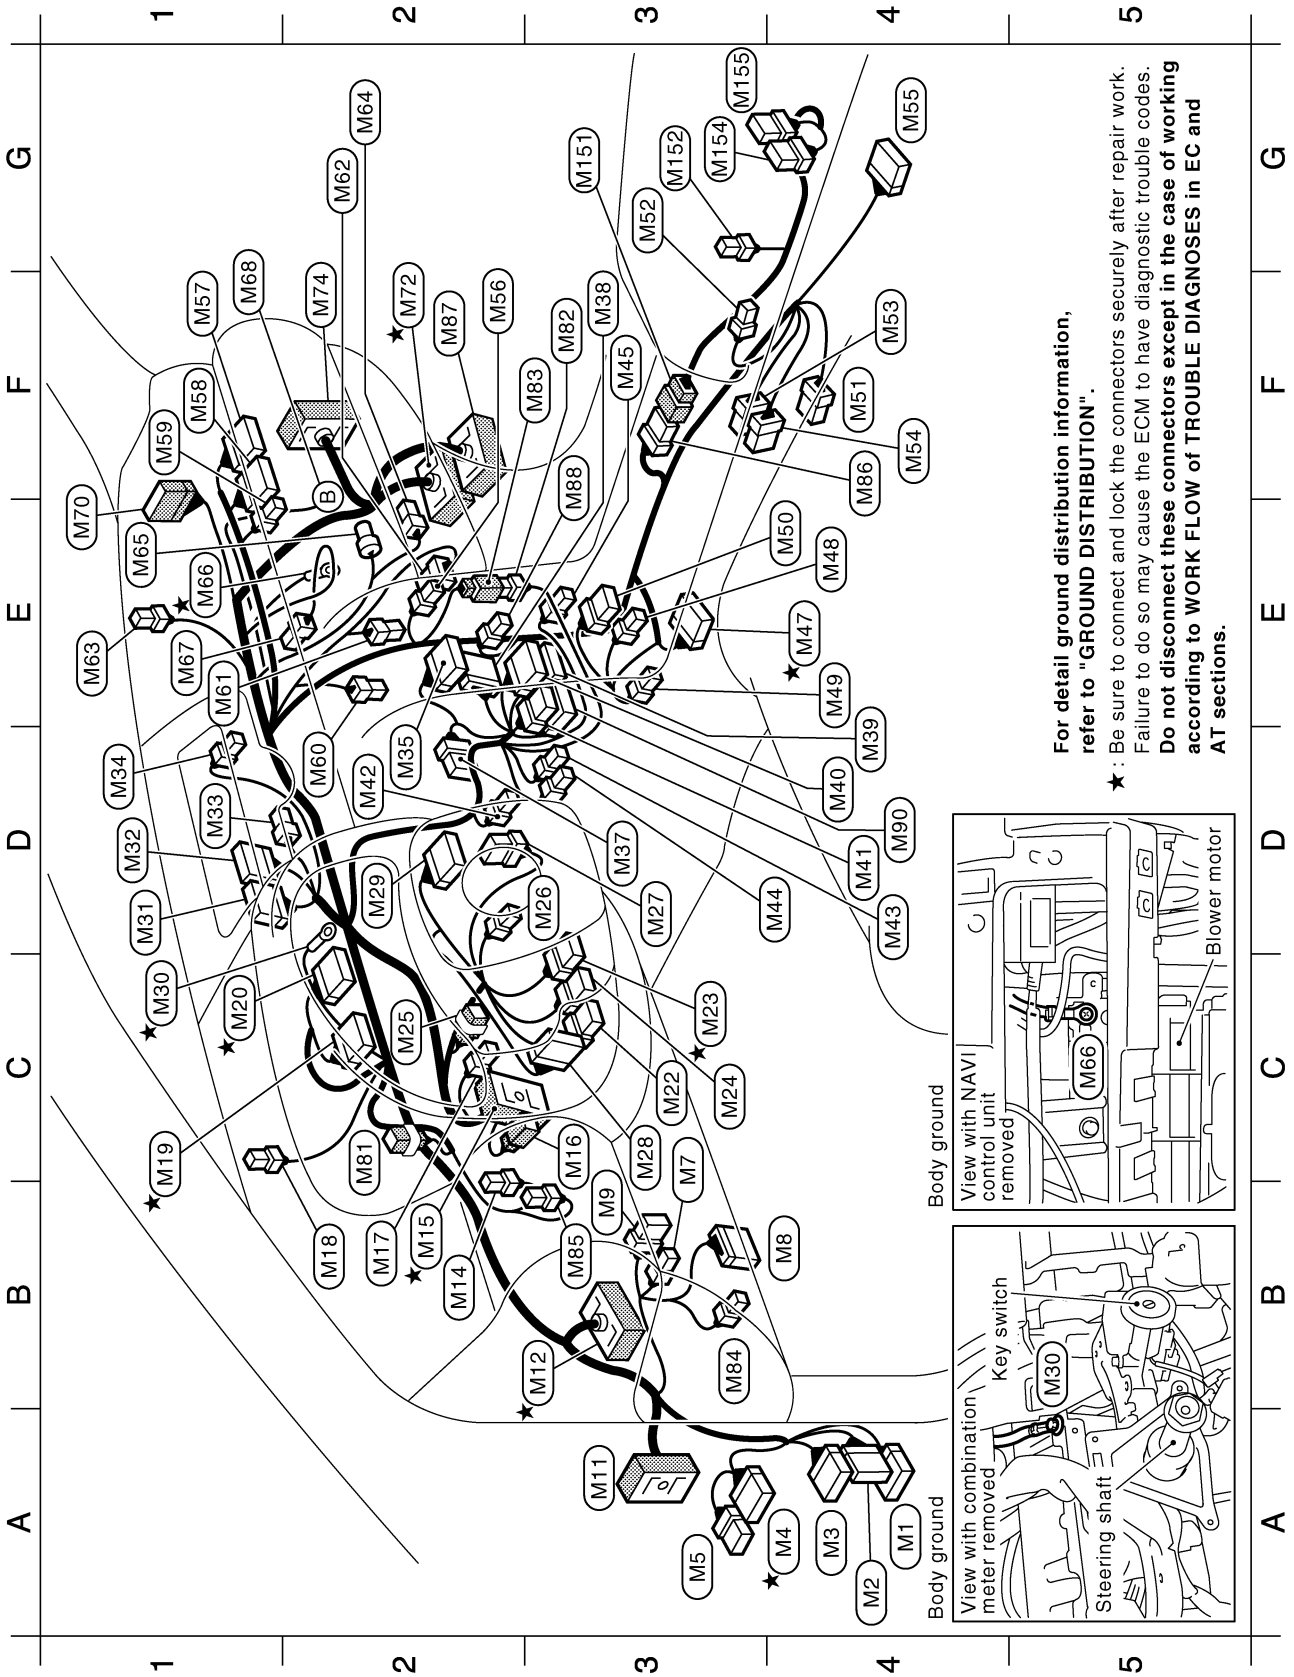 1
2
3
4
5
G
F
E
D
C
B
A
M70
M63
M65
★ M66
M67
M61
M59
M58
M57
M68
M74
M62
M64
★ M72
M87
M56
M83
M82
M38
M45
M88
B
M151
M52
M152
M154
M155
M55
M53
M51
M54
M86
M50
M48
★ M47
M49
M39
M40
M90
M41
M43
M44
M37
M27
M26
M34
M33
M32
M31
★ M30
★ M20
M60
M35
M42
M29
M25
★ M23
M24
M22
M28
M16
★ M19
M81
M18
M17
★ M15
M14
M85
M9
M7
M8
M84
★ M12
M11
M5
★ M4
M3
M2
M1
For detail ground distribution information,
refer to "GROUND DISTRIBUTION".
★ : Be sure to connect and lock the connectors securely after repair work.
Failure to do so may cause the ECM to have diagnostic trouble codes.
Do not disconnect these connectors except in the case of working
according to WORK FLOW of TROUBLE DIAGNOSES in EC and
AT sections.
Body ground
View with combination
meter removed
M30
Key switch
Steering shaft
Body ground
View with NAVI
control unit
removed
M66
Blower motor
1
2
3
4
5
G
F
E
D
C
B
A